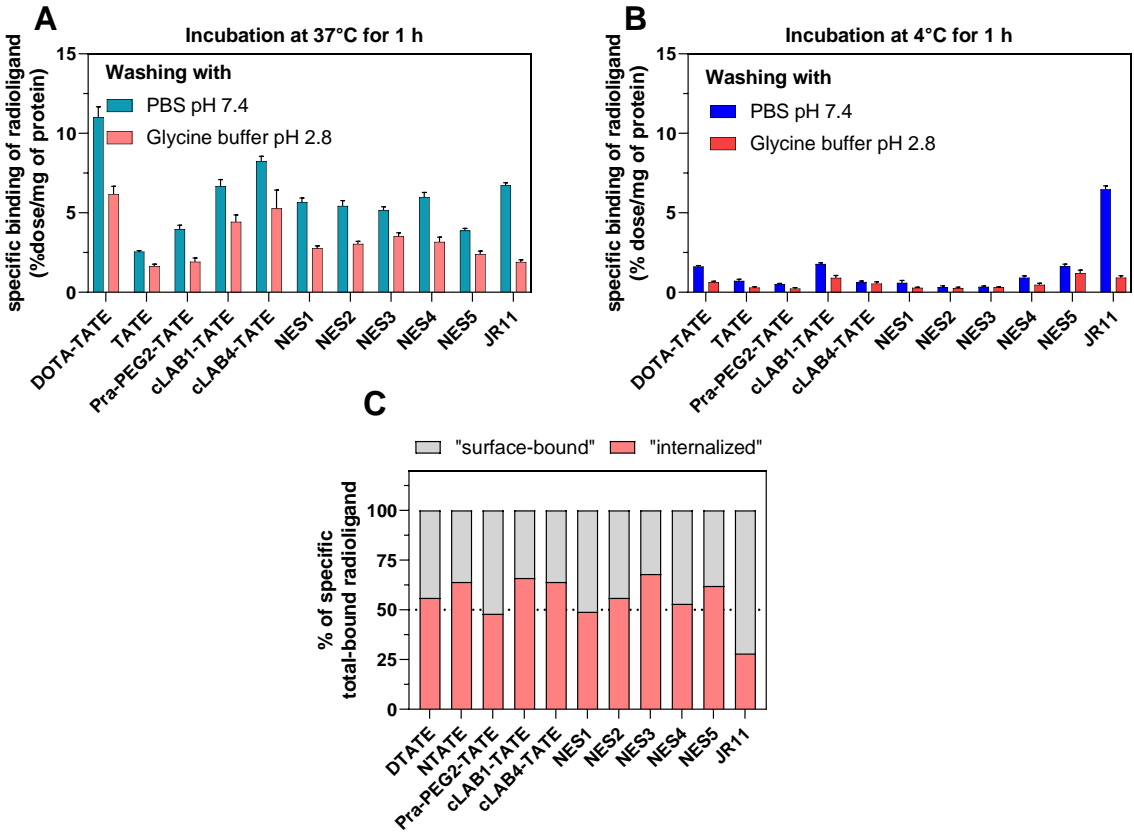 A
Incubation at 37°C for 1 h
specific binding of radioligand
(%dose/mg of protein)
15
10
5
0
Washing with
PBS pH 7.4
Glycine buffer pH 2.8
DOTA-TATE
TATE
Pra-PEG2-TATE
cLAB1-TATE
cLAB4-TATE
NES1
NES2
NES3
NES4
NES5
JR11
B
Incubation at 4°C for 1 h
specific binding of radioligand
(% dose/mg of protein)
15
10
5
0
Washing with
PBS pH 7.4
Glycine buffer pH 2.8
DOTA-TATE
TATE
Pra-PEG2-TATE
cLAB1-TATE
cLAB4-TATE
NES1
NES2
NES3
NES4
NES5
JR11
C
"surface-bound" "internalized"
% of specific
total-bound radioligand
100
75
50
25
0
DTATE
NTATE
Pra-PEG2-TATE
cLAB1-TATE
cLAB4-TATE
NES1
NES2
NES3
NES4
NES5
JR11